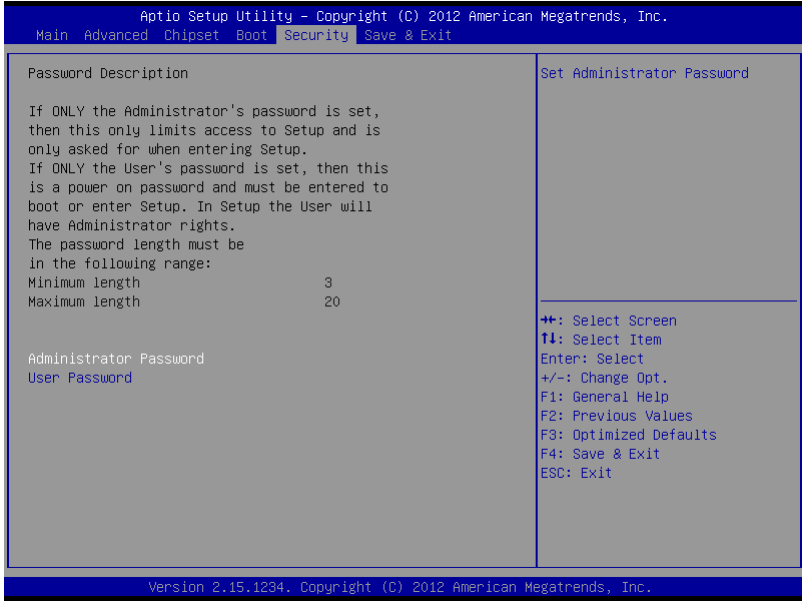 Aptio Setup Utility – Copyright (C) 2012 American Megatrends, Inc.
Main Advanced Chipset Boot Security Save & Exit
Password Description
If ONLY the Administrator's password is set,
then this only limits access to Setup and is
only asked for when entering Setup.
If ONLY the User's password is set, then this
is a power on password and must be entered to
boot or enter Setup. In Setup the User will
have Administrator rights.
The password length must be
in the following range:
Minimum length 3
Maximum length 20
Administrator Password
User Password
Set Administrator Password
→←: Select Screen
↑↓: Select Item
Enter: Select
+/-: Change Opt.
F1: General Help
F2: Previous Values
F3: Optimized Defaults
F4: Save & Exit
ESC: Exit
Version 2.15.1234. Copyright (C) 2012 American Megatrends, Inc.